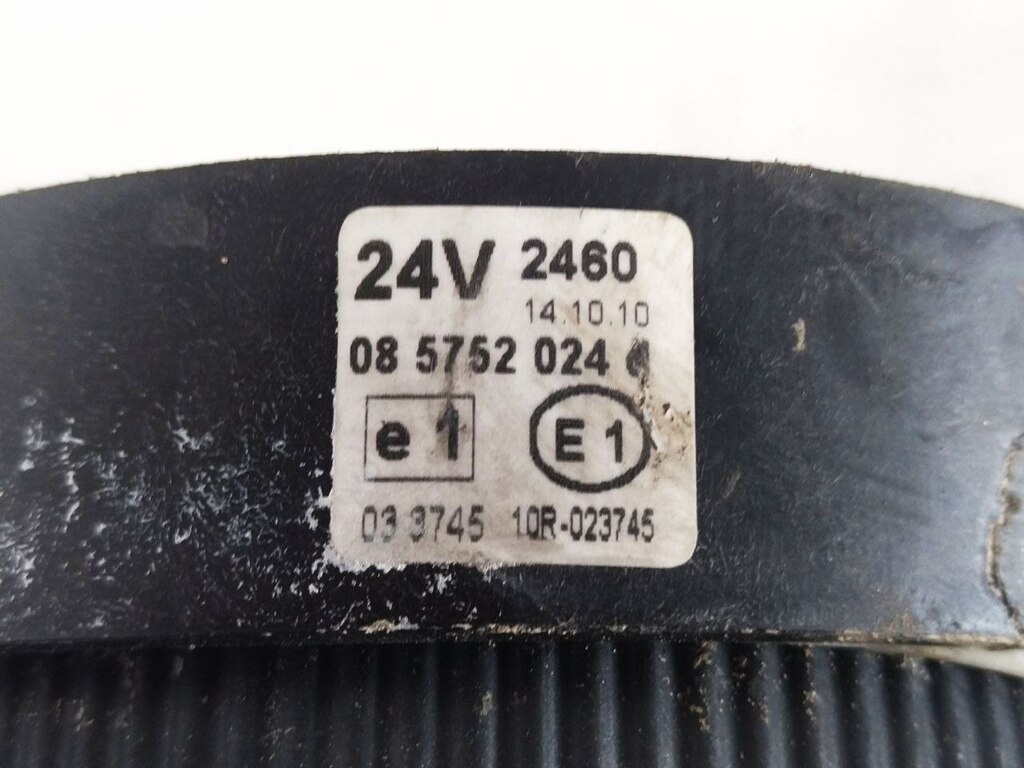 24V 2460
14.10.10
08 5752 024
e 1 E 1
03 3745 10R-023745